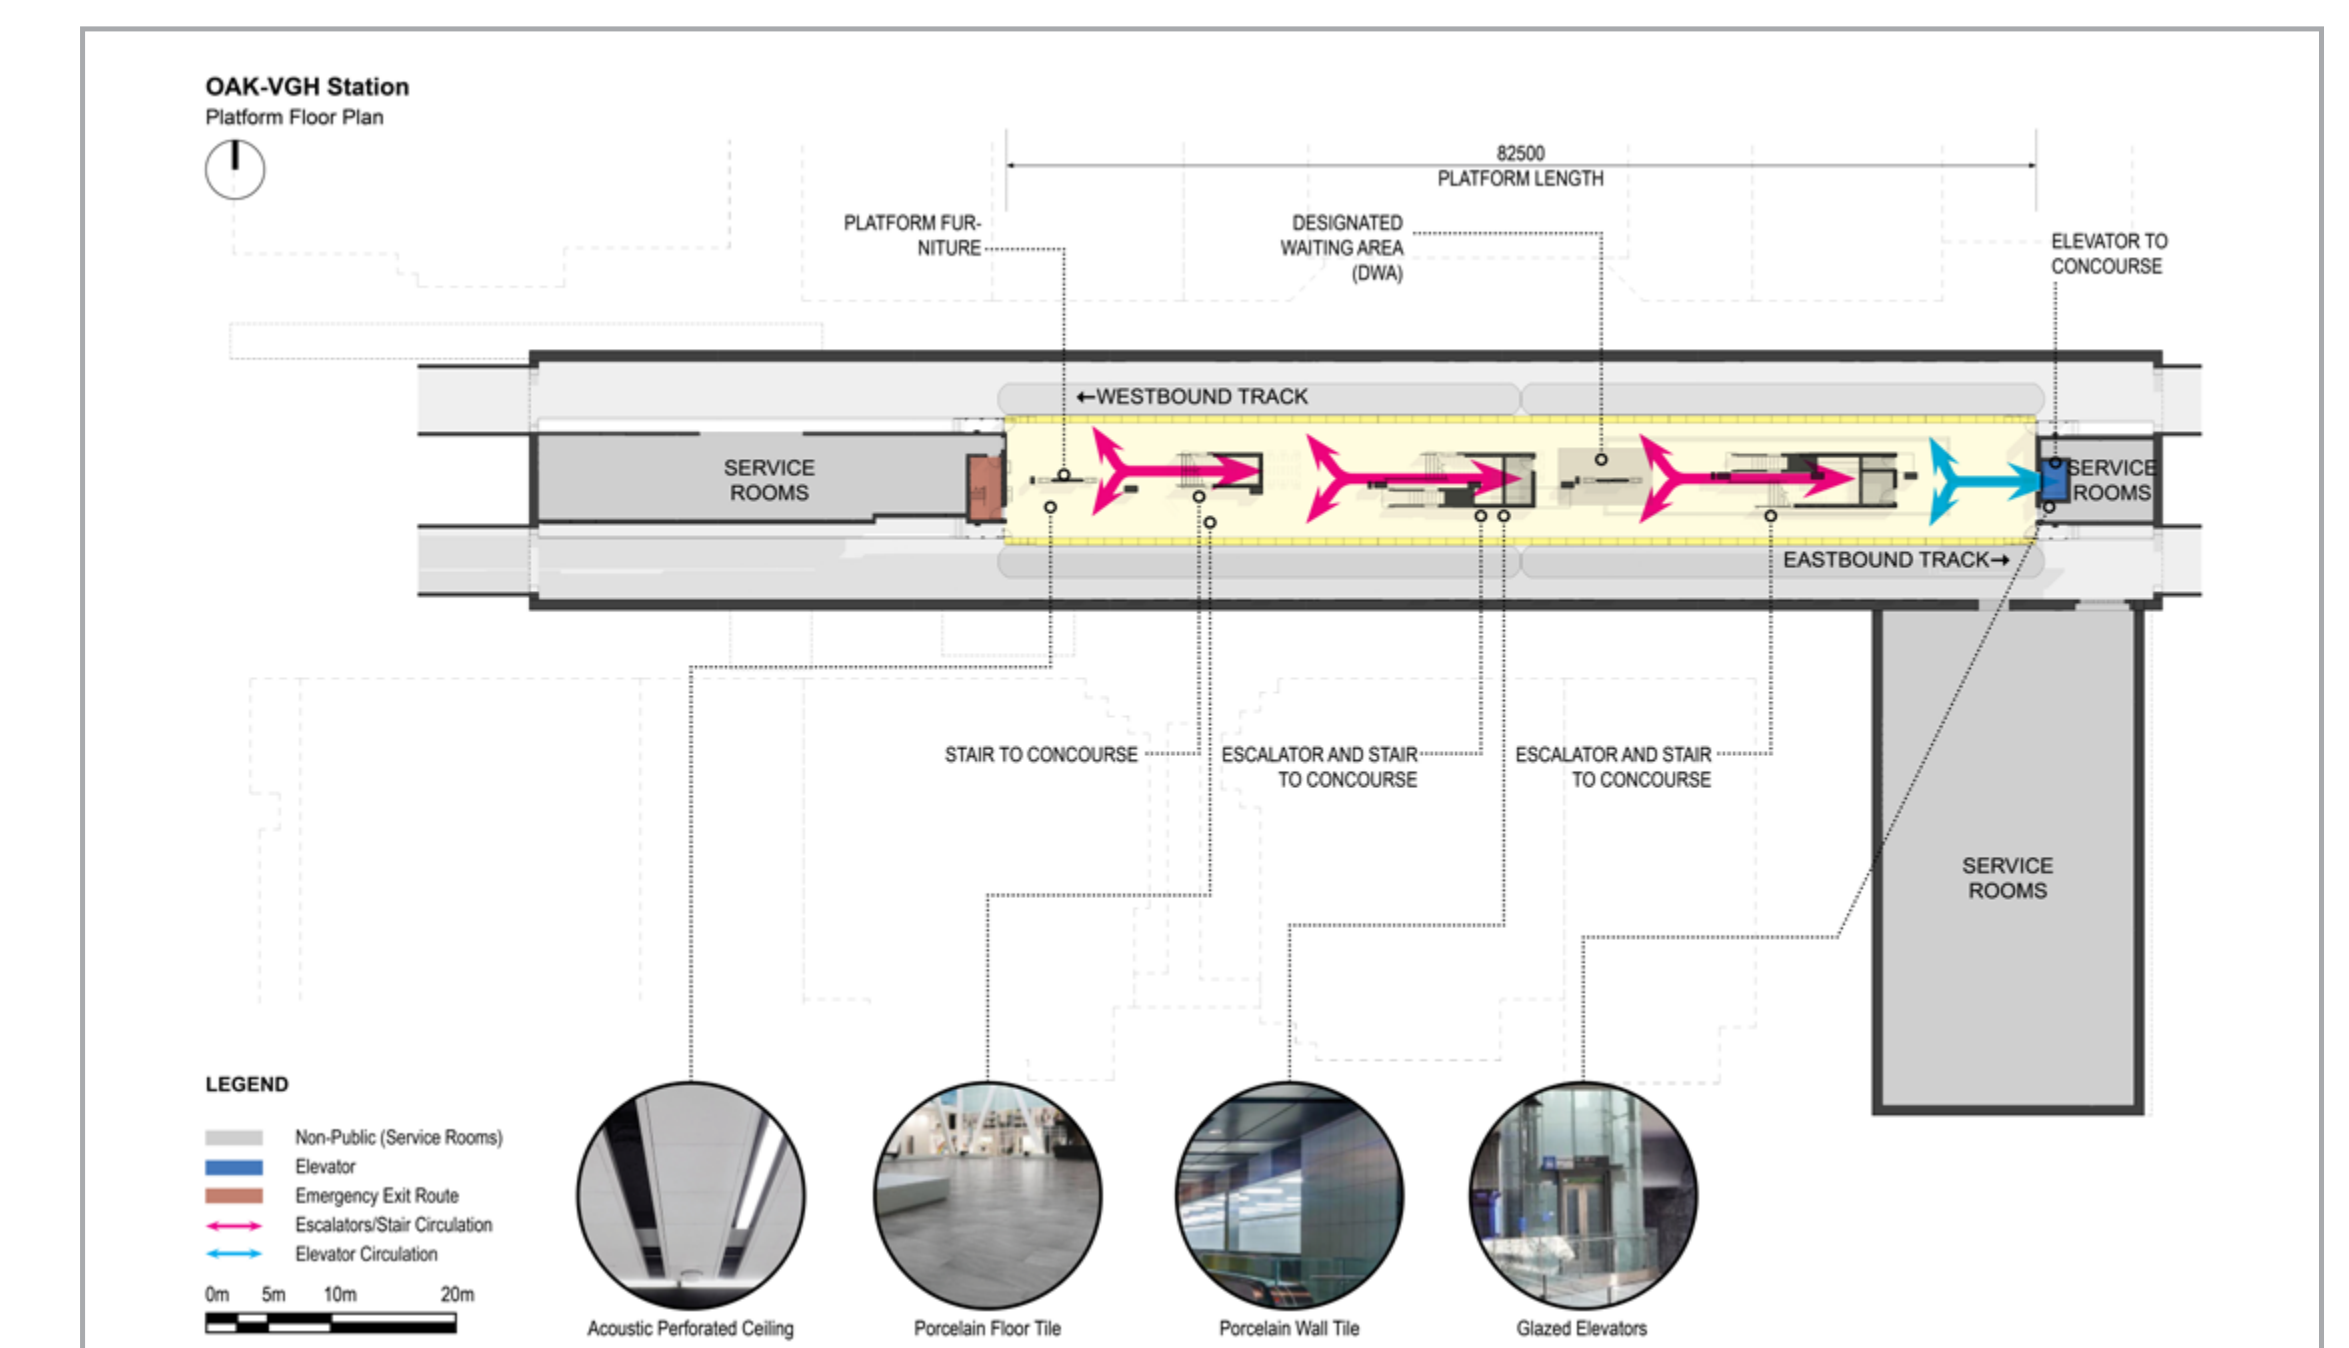 OAK-VGH Station
Platform Floor Plan
82500
PLATFORM LENGTH
PLATFORM FUR-
NITURE
DESIGNATED
WAITING AREA
(DWA)
ELEVATOR TO
CONCOURSE
←WESTBOUND TRACK
SERVICE
ROOMS
SERVICE
ROOMS
EASTBOUND TRACK→
STAIR TO CONCOURSE
ESCALATOR AND STAIR
TO CONCOURSE
ESCALATOR AND STAIR
TO CONCOURSE
SERVICE
ROOMS
LEGEND
Non-Public (Service Rooms)
Elevator
Emergency Exit Route
Escalators/Stair Circulation
Elevator Circulation
0m 5m 10m 20m
Acoustic Perforated Ceiling
Porcelain Floor Tile
Porcelain Wall Tile
Glazed Elevators